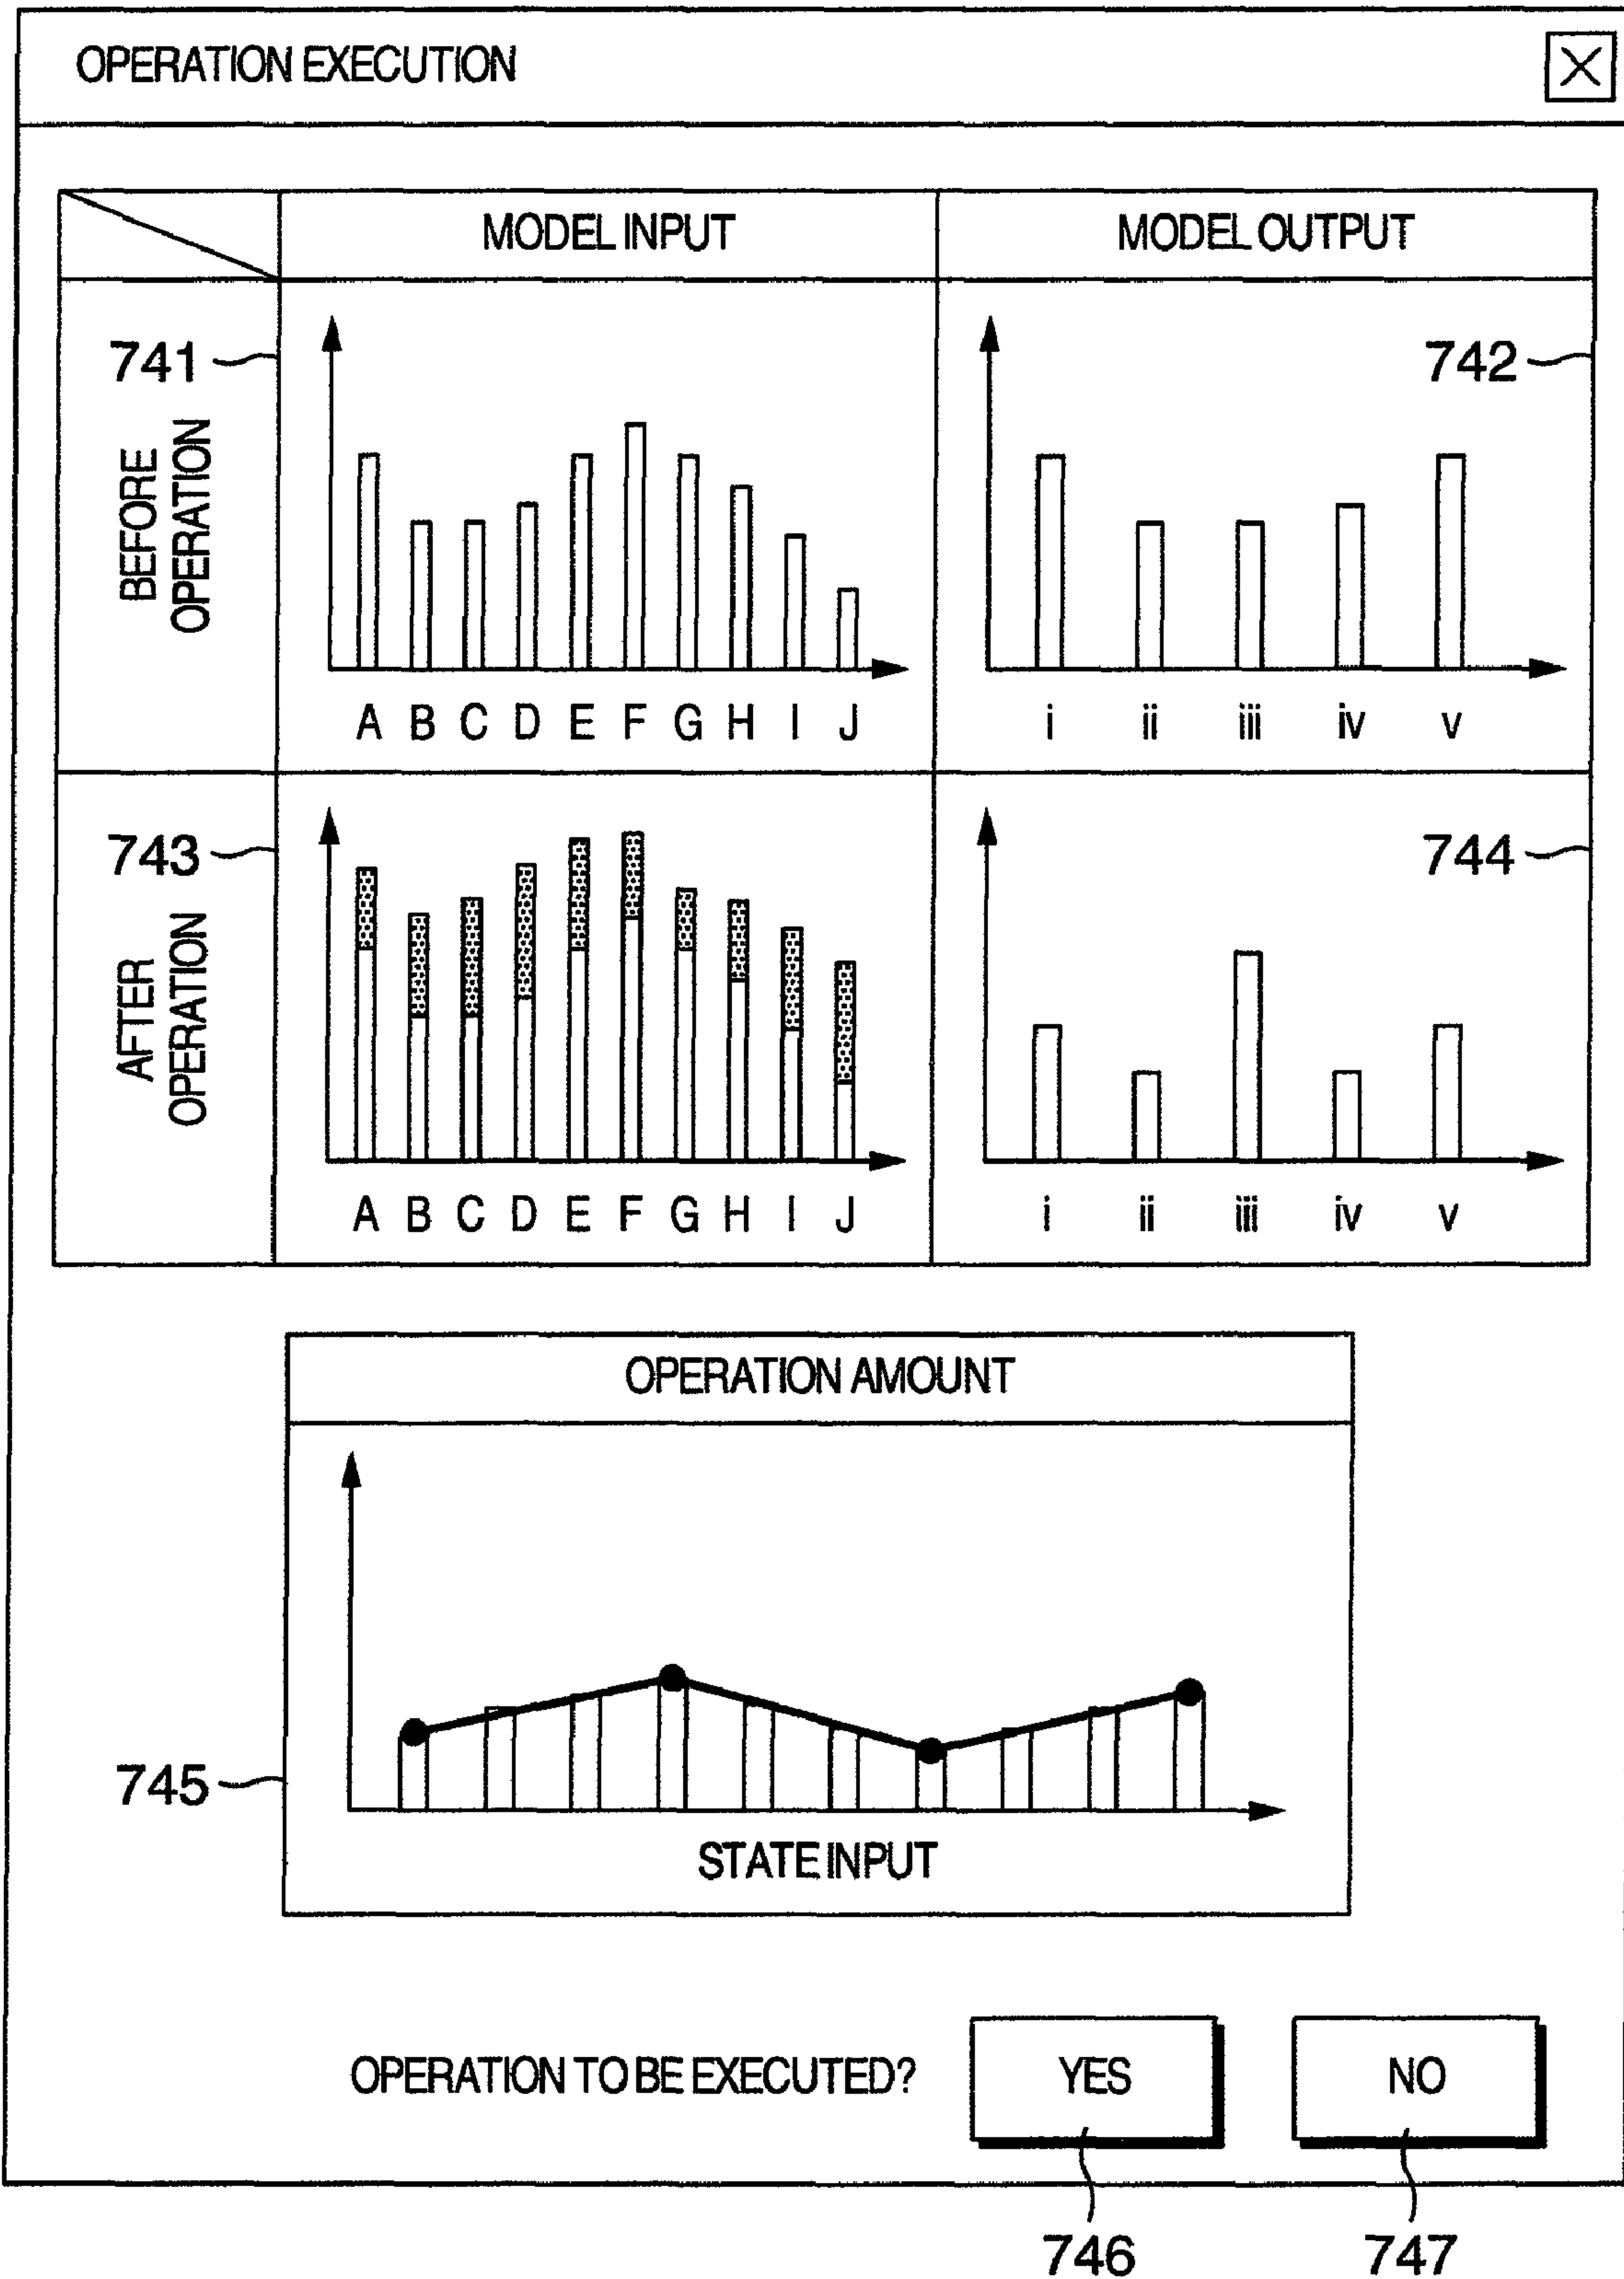 OPERATION EXECUTION
MODEL INPUT MODEL OUTPUT
741
BEFORE
OPERATION
A B C D E F G H I J
742
i ii iii iv v
743
AFTER
OPERATION
A B C D E F G H I J
744
i ii iii iv v
OPERATION AMOUNT
745
STATE INPUT
OPERATION TO BE EXECUTED? YES NO
746 747